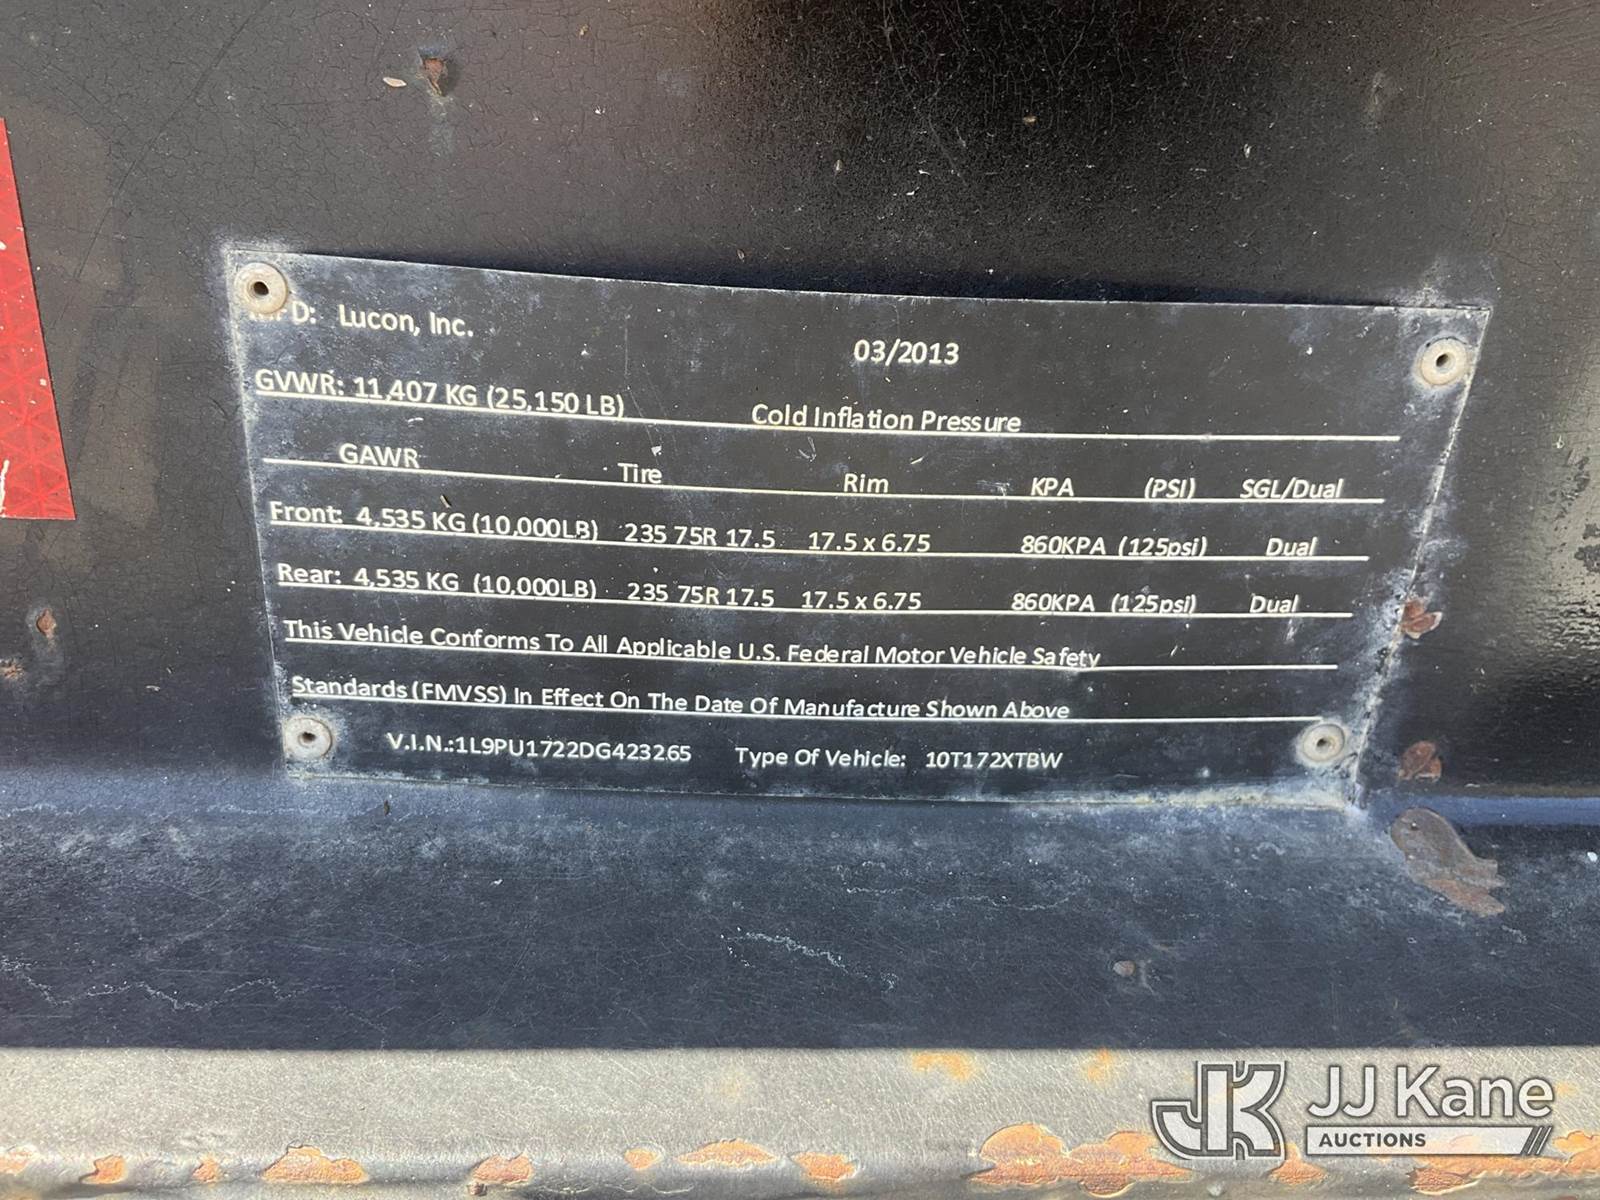 MFD: Lucon, Inc. 03/2013
GVWR: 11,407 KG (25,150 LB) Cold Inflation Pressure
GAWR Tire Rim KPA (PSI) SGL/Dual
Front: 4,535 KG (10,000LB) 235 75R 17.5 17.5 x 6.75 860KPA (125psi) Dual
Rear: 4,535 KG (10,000LB) 235 75R 17.5 17.5 x 6.75 860KPA (125psi) Dual
This Vehicle Conforms To All Applicable U.S. Federal Motor Vehicle Safety
Standards (FMVSS) In Effect On The Date Of Manufacture Shown Above
V.I.N.:1L9PU1722DG423265 Type Of Vehicle: 10T172XTBW
JK JJ Kane
AUCTIONS